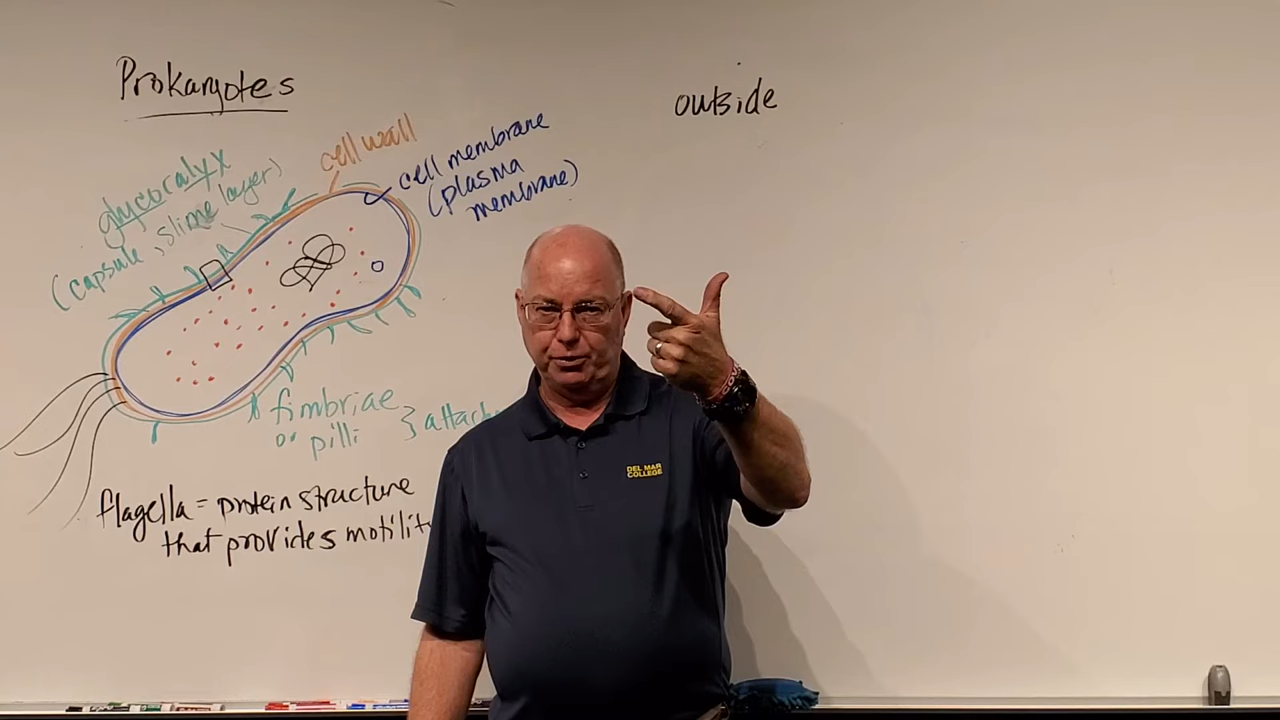 Prokaryotes
outside
cell wall
cell membrane
(plasma
membrane)
glycocalyx
(capsule, slime layer)
fimbriae
or pilli
} attach
flagella = protein structure
that provides motilit
DEL MAR
COLLEGE